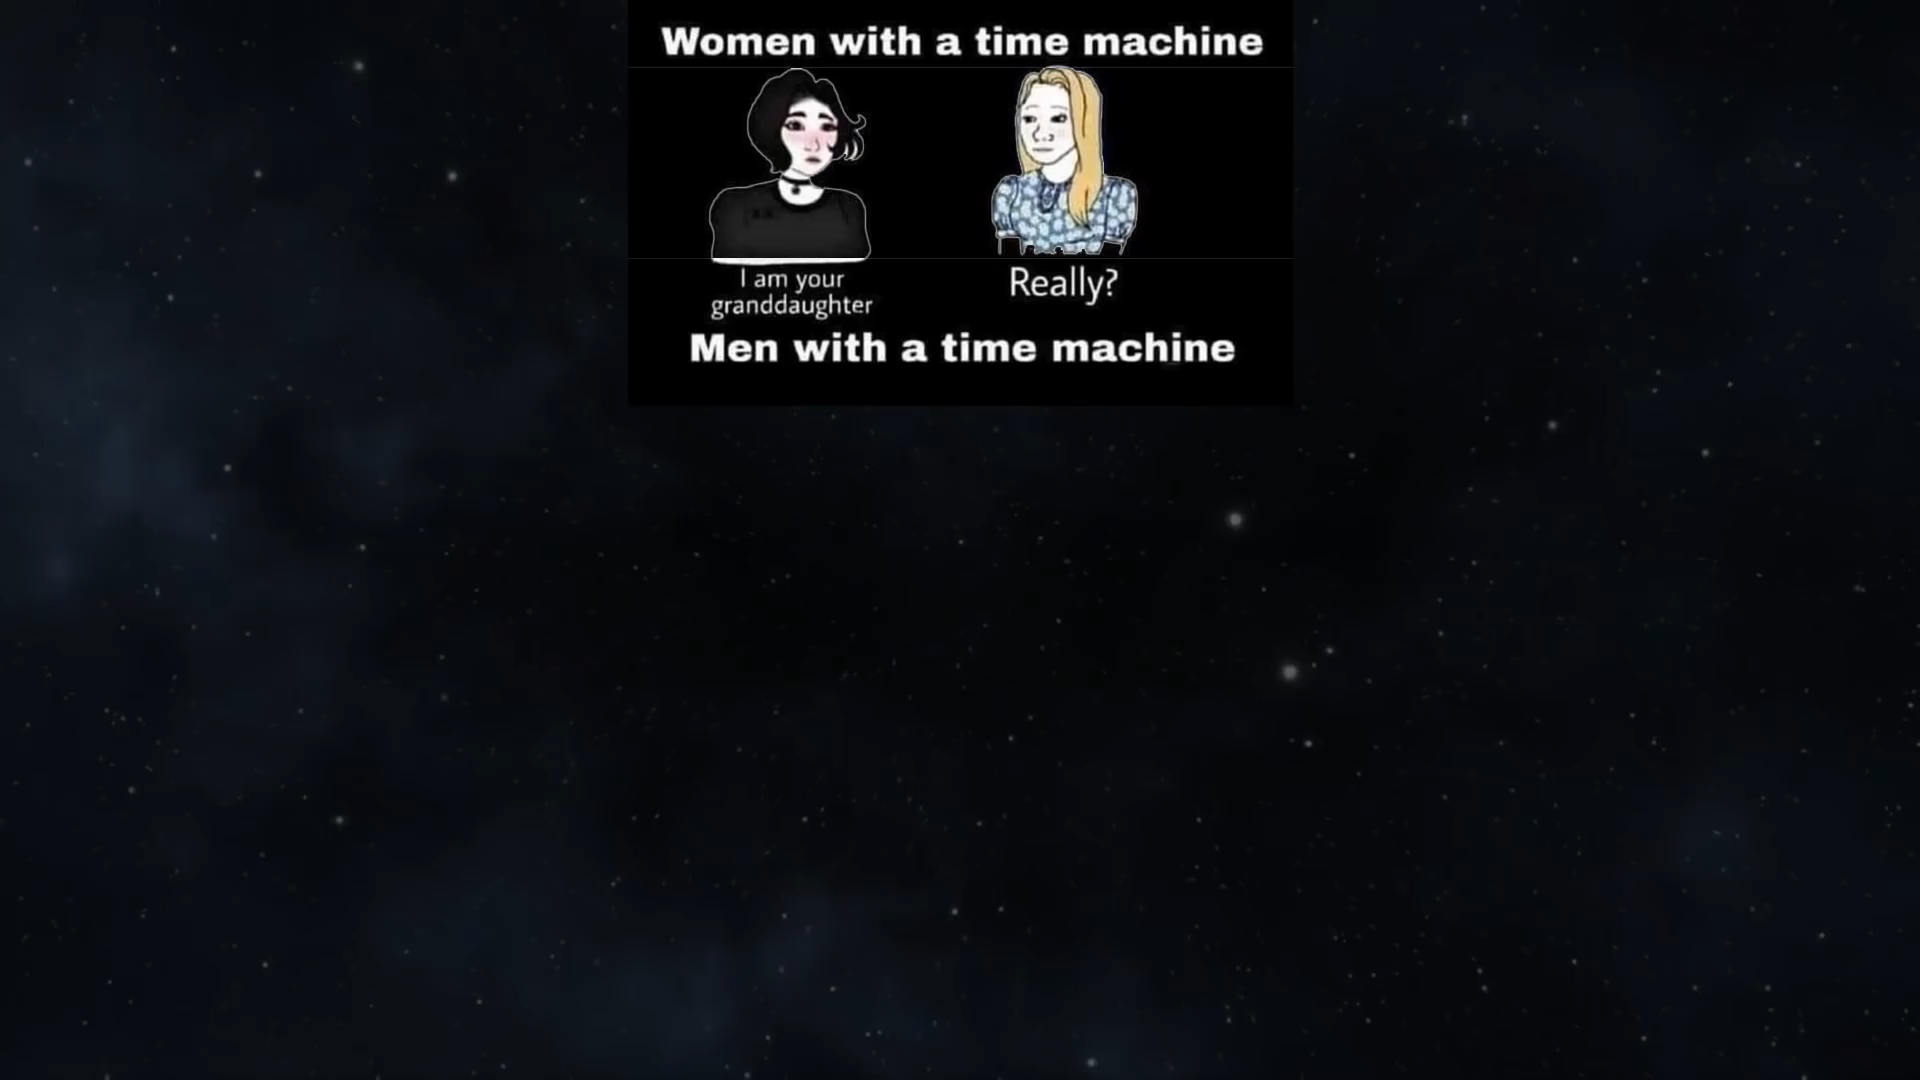 Women with a time machine
I am your
granddaughter
Really?
Men with a time machine